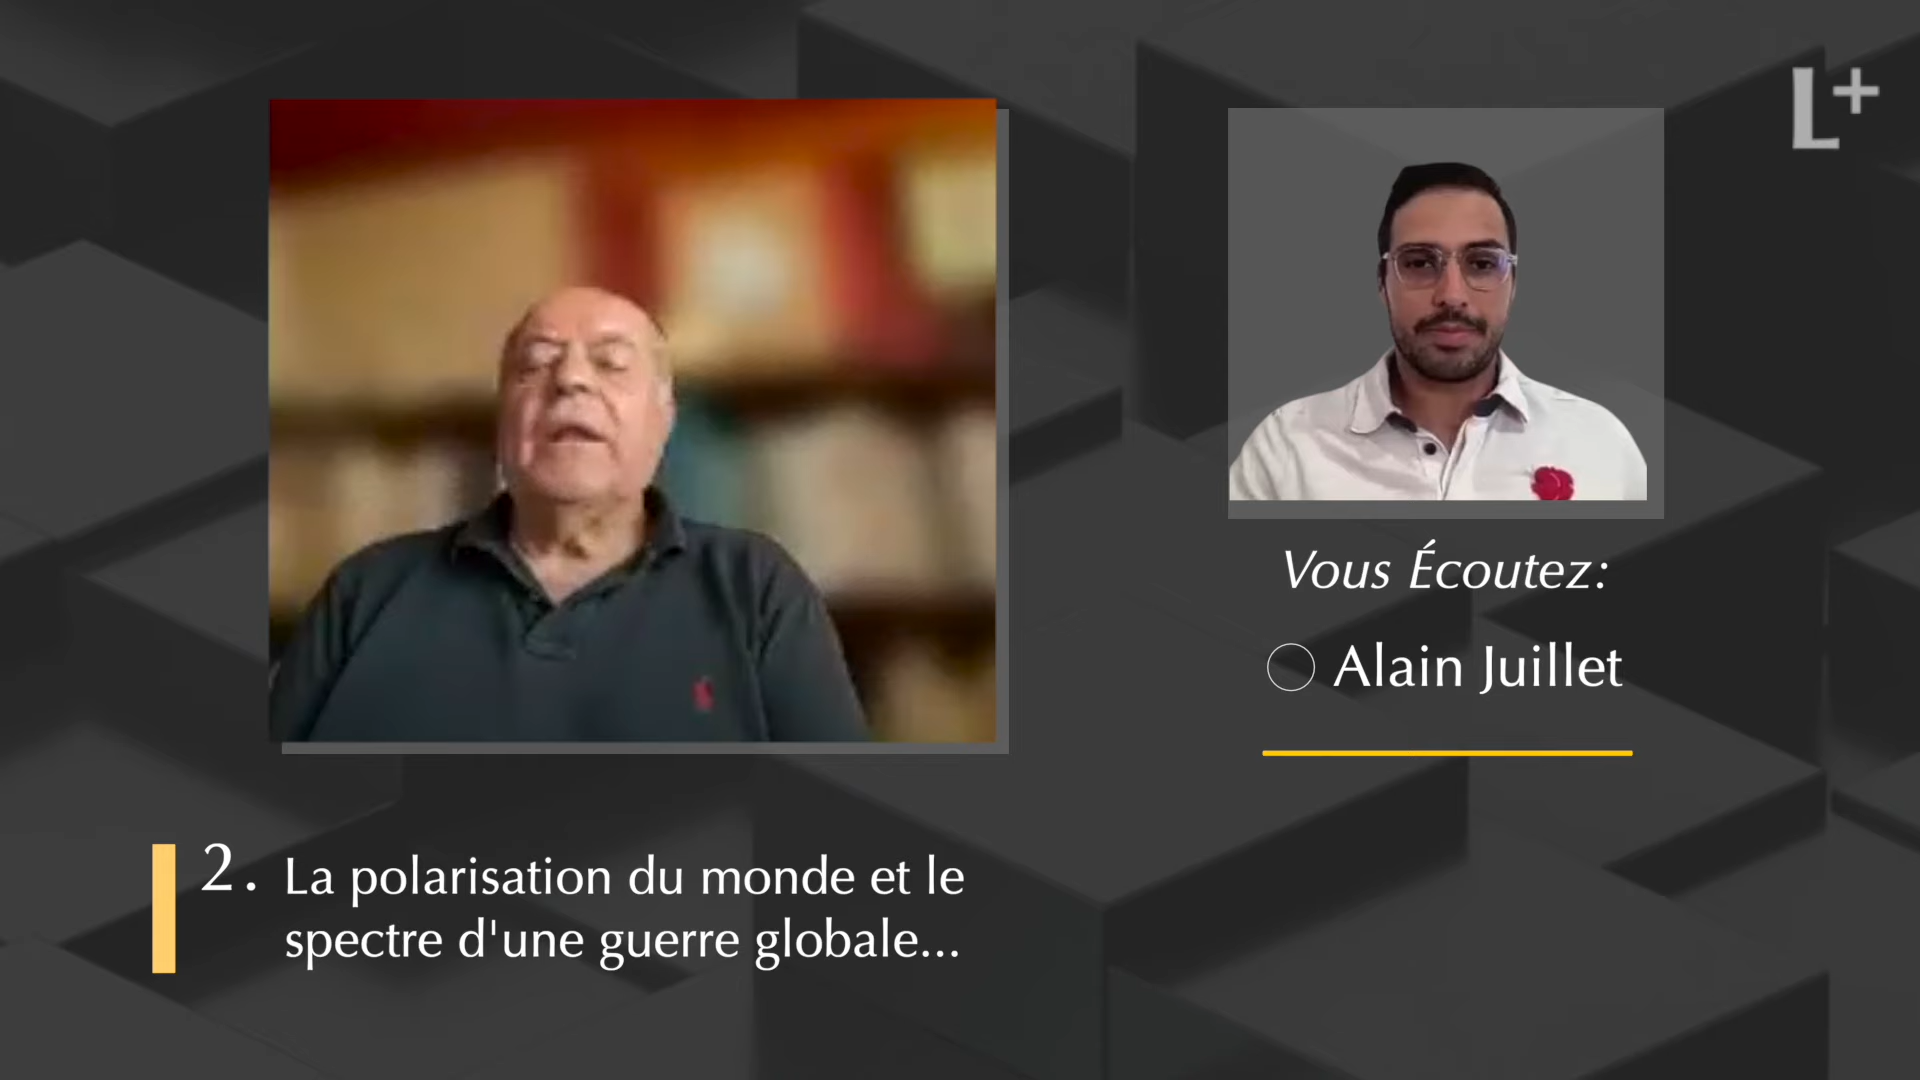 L+
Vous Écoutez:
Alain Juillet
2. La polarisation du monde et le
spectre d'une guerre globale...